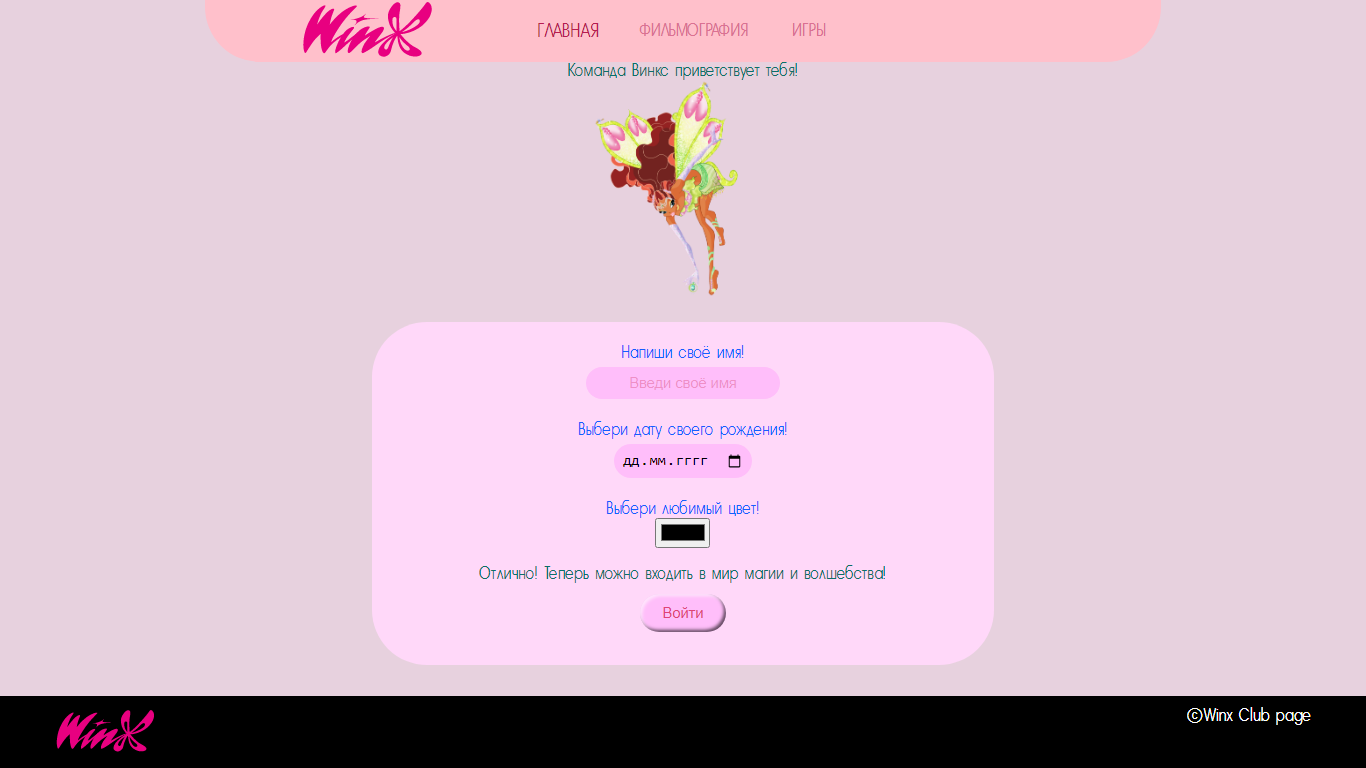 Winx
ГЛАВНАЯ ФИЛЬМОГРАФИЯ ИГРЫ
Команда Винкс приветствует тебя!
Напиши своё имя!
Введи своё имя
Выбери дату своего рождения!
дд.мм.гггг
Выбери любимый цвет!
Отлично! Теперь можно входить в мир магии и волшебства!
Войти
Winx
©Winx Club page